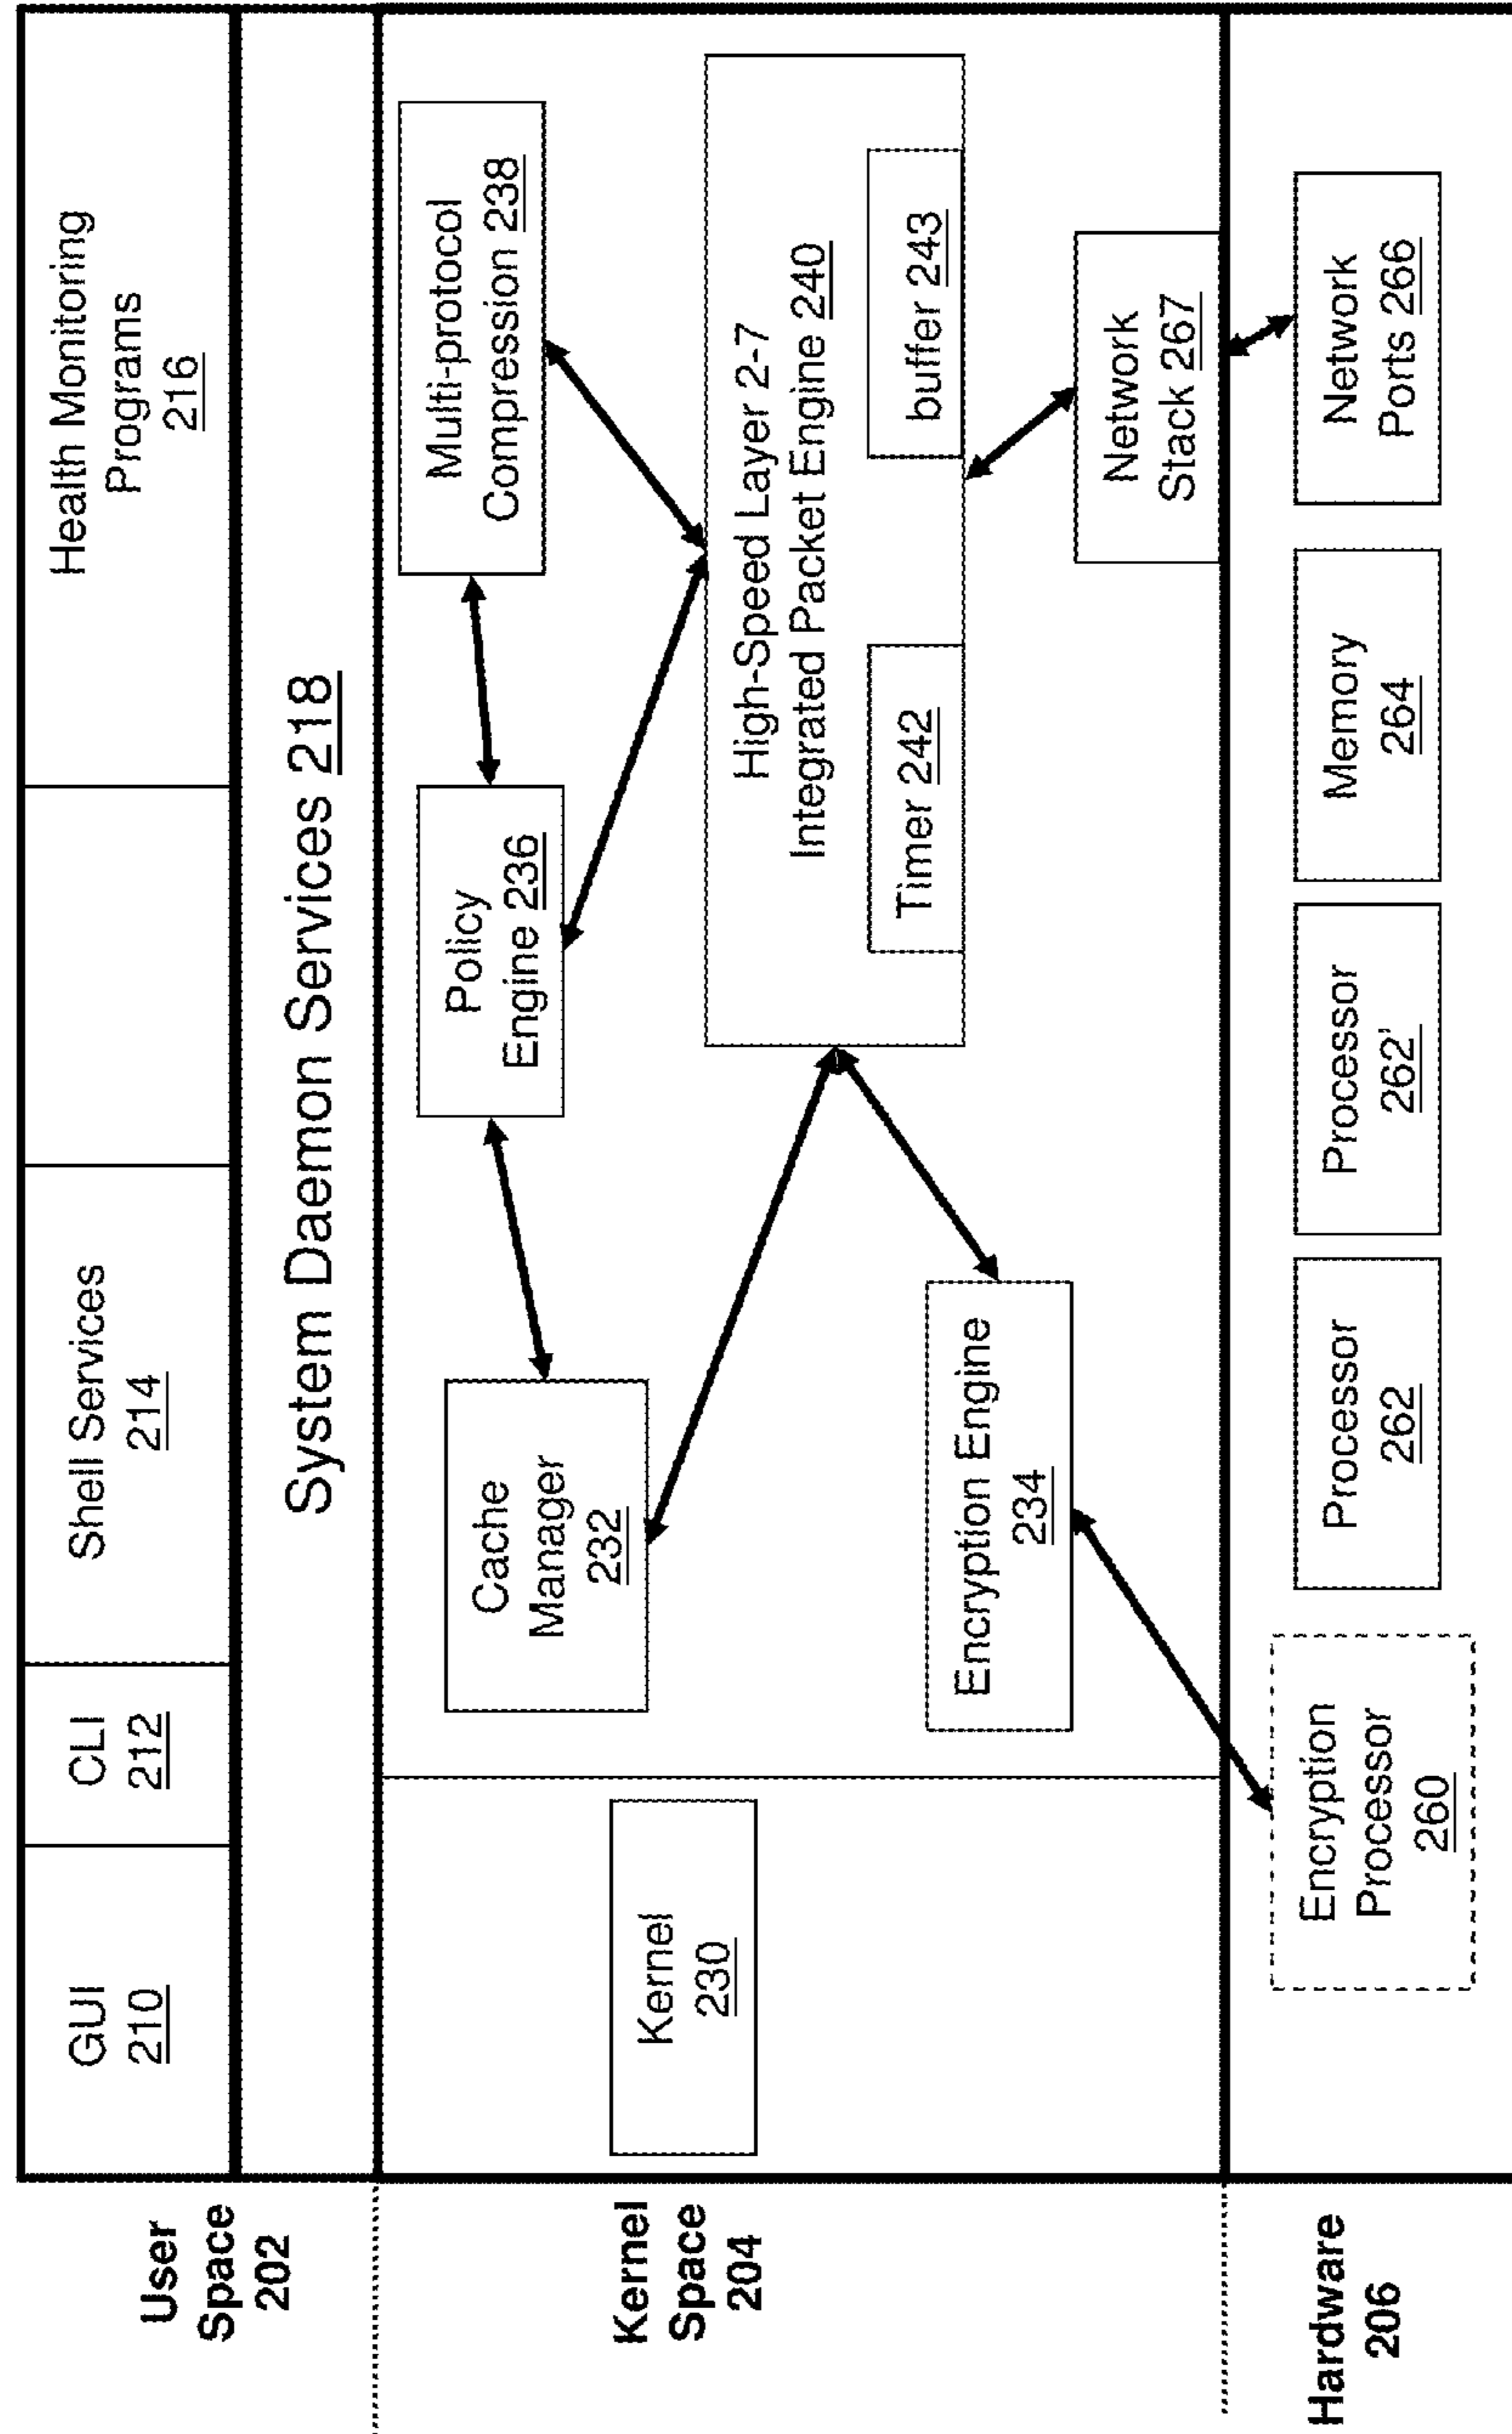 User
Space
202
GUI
210
CLI
212
Shell Services
214
Health Monitoring
Programs
216
System Daemon Services 218
Kernel
Space
204
Kernel
230
Cache
Manager
232
Policy
Engine 236
Multi-protocol
Compression 238
High-Speed Layer 2-7
Integrated Packet Engine 240
Timer 242
buffer 243
Encryption Engine
234
Network
Stack 267
Hardware
206
Encryption
Processor
260
Processor
262
Processor
262'
Memory
264
Network
Ports 266